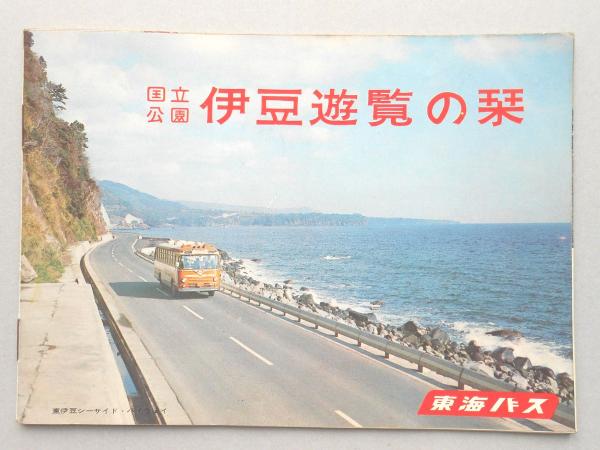 国立
公園
伊豆遊覧の栞
東海バス
東伊豆シーサイド・ハイウェイ